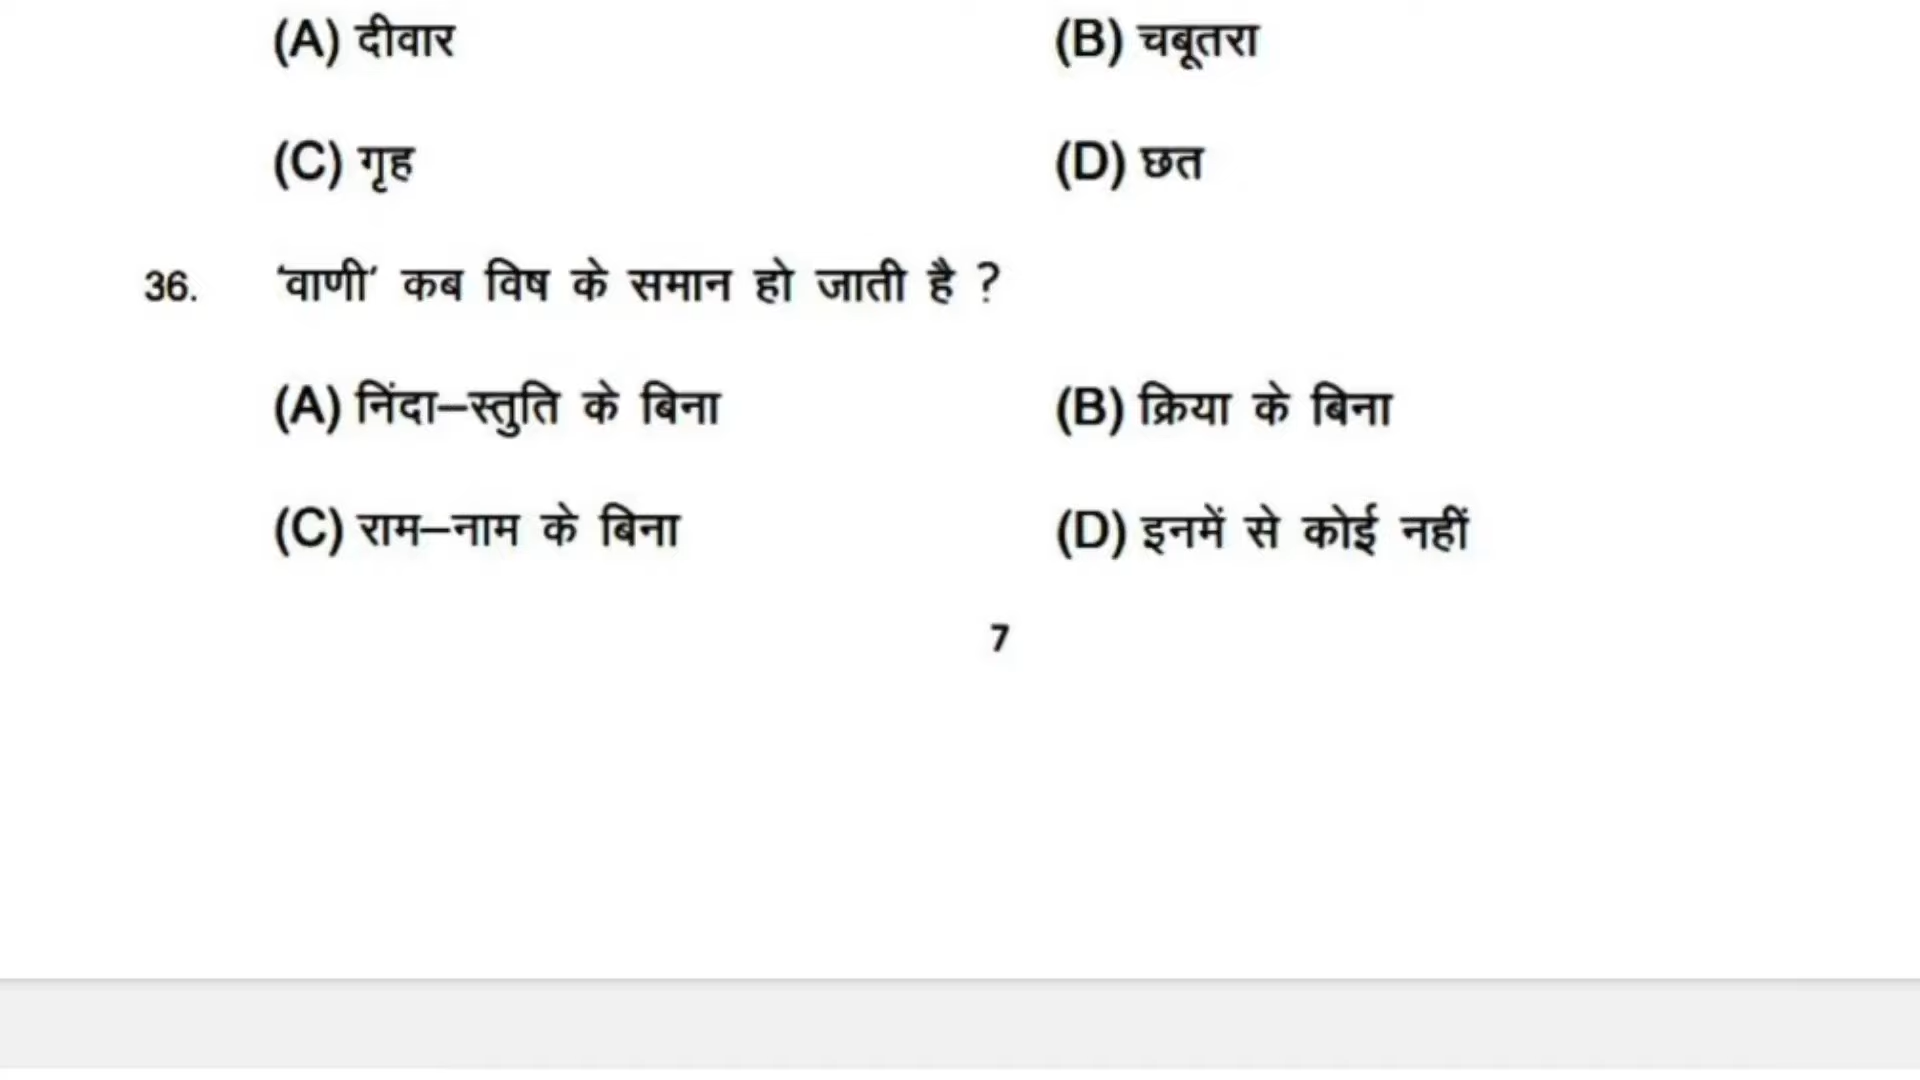 (A) दीवार (B) चबूतरा
(C) गृह (D) छत
36. 'वाणी' कब विष के समान हो जाती है ?
(A) निंदा–स्तुति के बिना (B) क्रिया के बिना
(C) राम–नाम के बिना (D) इनमें से कोई नहीं
7